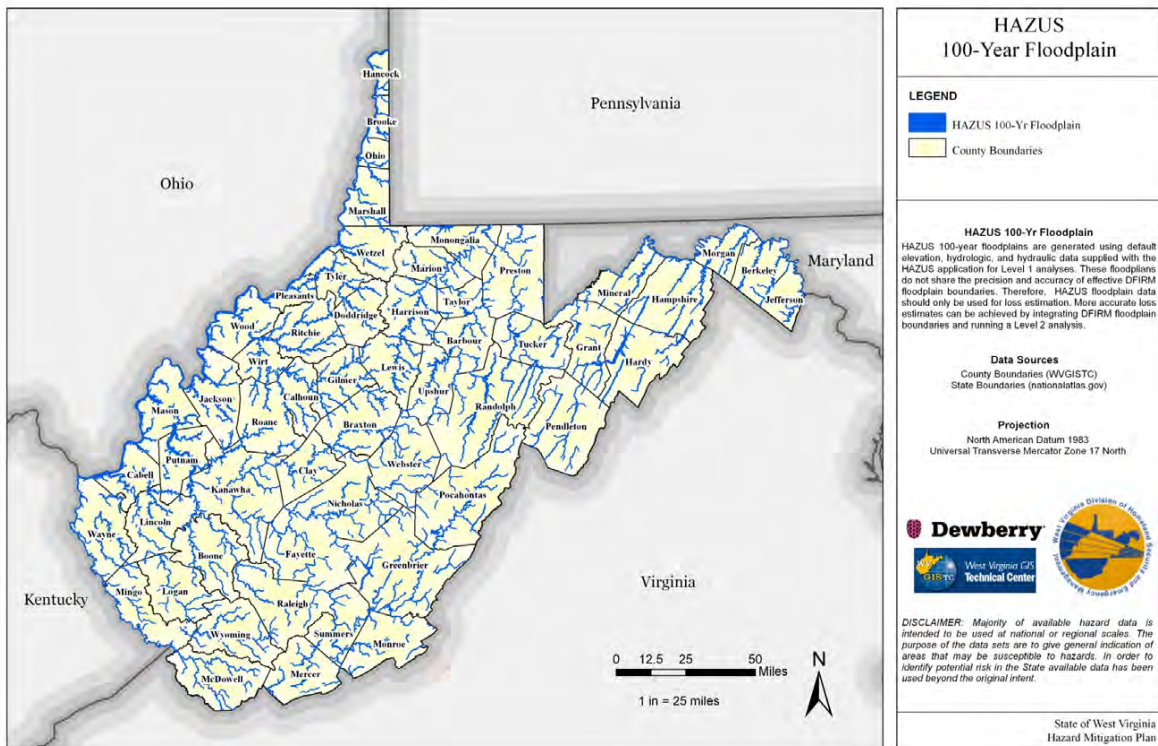 Hancock
Pennsylvania
Brooke
Ohio
Ohio
Marshall
Monongalia
Wetzel
Marion
Morgan
Maryland
Preston
Berkeley
Tyler
Mineral
Pleasants
Taylor
Hampshire
Jefferson
Doddridge
Harrison
Wood
Ritchie
Barbour
Tucker
Grant
Wirt
Lewis
Hardy
Gilmer
Upshur
Jackson
Calhoun
Randolph
Mason
Roane
Braxton
Pendleton
Putnam
Webster
Clay
Cabell
Kanawha
Pocahontas
Nicholas
Lincoln
Wayne
Boone
Fayette
Greenbrier
Virginia
Mingo
Logan
Kentucky
Raleigh
Wyoming
Summers
Monroe
McDowell
Mercer
0 12.5 25 50
Miles
1 in = 25 miles
N
HAZUS
100-Year Floodplain
LEGEND
HAZUS 100-Yr Floodplain
County Boundaries
HAZUS 100-Yr Floodplain
HAZUS 100-year floodplains are generated using default
elevation, hydrologic, and hydraulic data supplied with the
HAZUS application for Level 1 analyses. These floodplians
do not share the precision and accuracy of effective DFIRM
floodplain boundaries. Therefore, HAZUS floodplain data
should only be used for loss estimation. More accurate loss
estimates can be achieved by integrating DFIRM floodplain
boundaries and running a Level 2 analysis.
Data Sources
County Boundaries (WVGISTC)
State Boundaries (nationalatlas.gov)
Projection
North American Datum 1983
Universal Transverse Mercator Zone 17 North
Dewberry
WV
GISTC
West Virginia GIS
Technical Center
West Virginia Division of Homeland
Security and Emergency Management
DISCLAIMER: Majority of available hazard data is
intended to be used at national or regional scales. The
purpose of the data sets are to give general indication of
areas that may be susceptible to hazards. In order to
identify potential risk in the State available data has been
used beyond the original intent.
State of West Virginia
Hazard Mitigation Plan